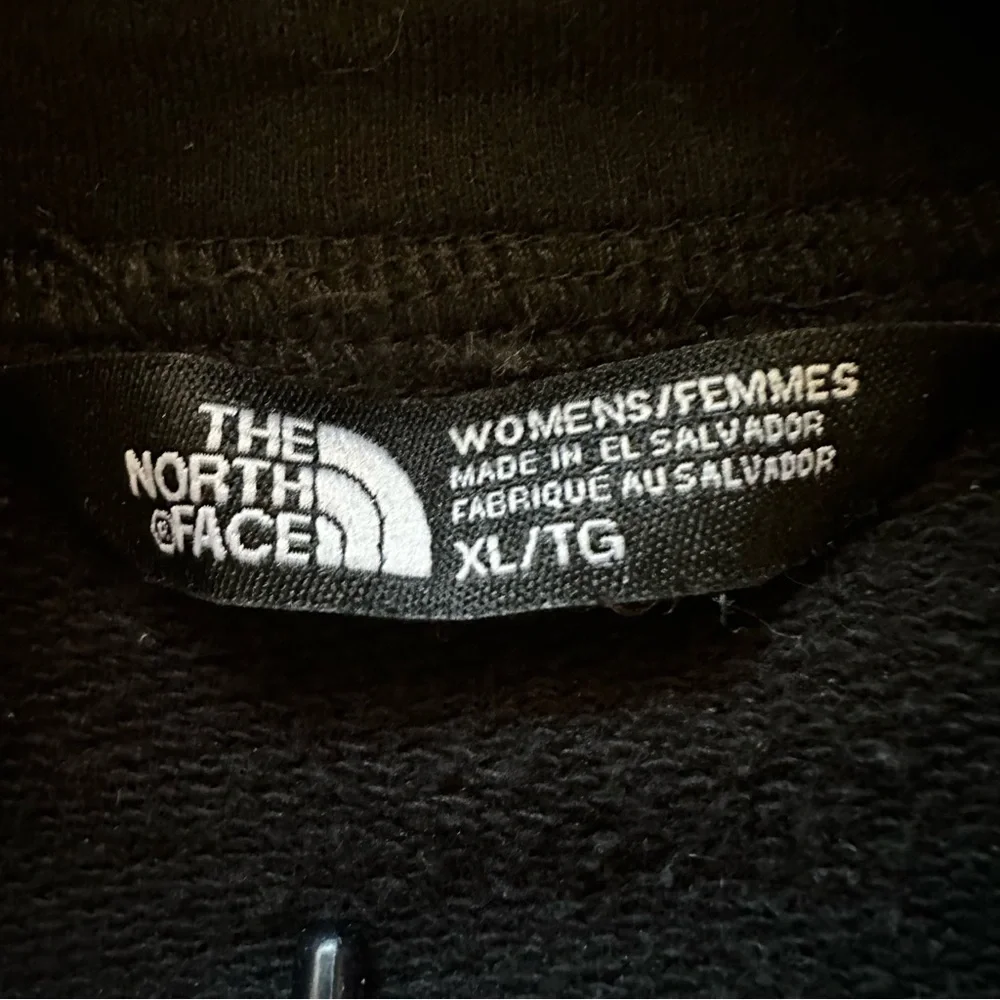 THE
NORTH
®FACE
WOMENS/FEMMES
MADE IN EL SALVADOR
FABRIQUÉ AU SALVADOR
XL/TG